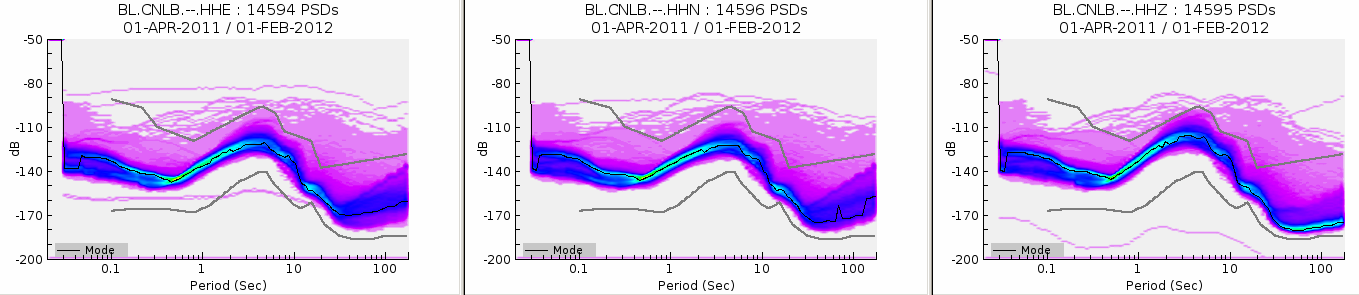 BL.CNLB.--.HHE : 14594 PSDs
01-APR-2011 / 01-FEB-2012
-50
-80
-110
dB
-140
-170
-200
Mode
0.1 1 10 100
Period (Sec)
BL.CNLB.--.HHN : 14596 PSDs
01-APR-2011 / 01-FEB-2012
-50
-80
-110
dB
-140
-170
-200
Mode
0.1 1 10 100
Period (Sec)
BL.CNLB.--.HHZ : 14595 PSDs
01-APR-2011 / 01-FEB-2012
-50
-80
-110
dB
-140
-170
-200
Mode
0.1 1 10 100
Period (Sec)